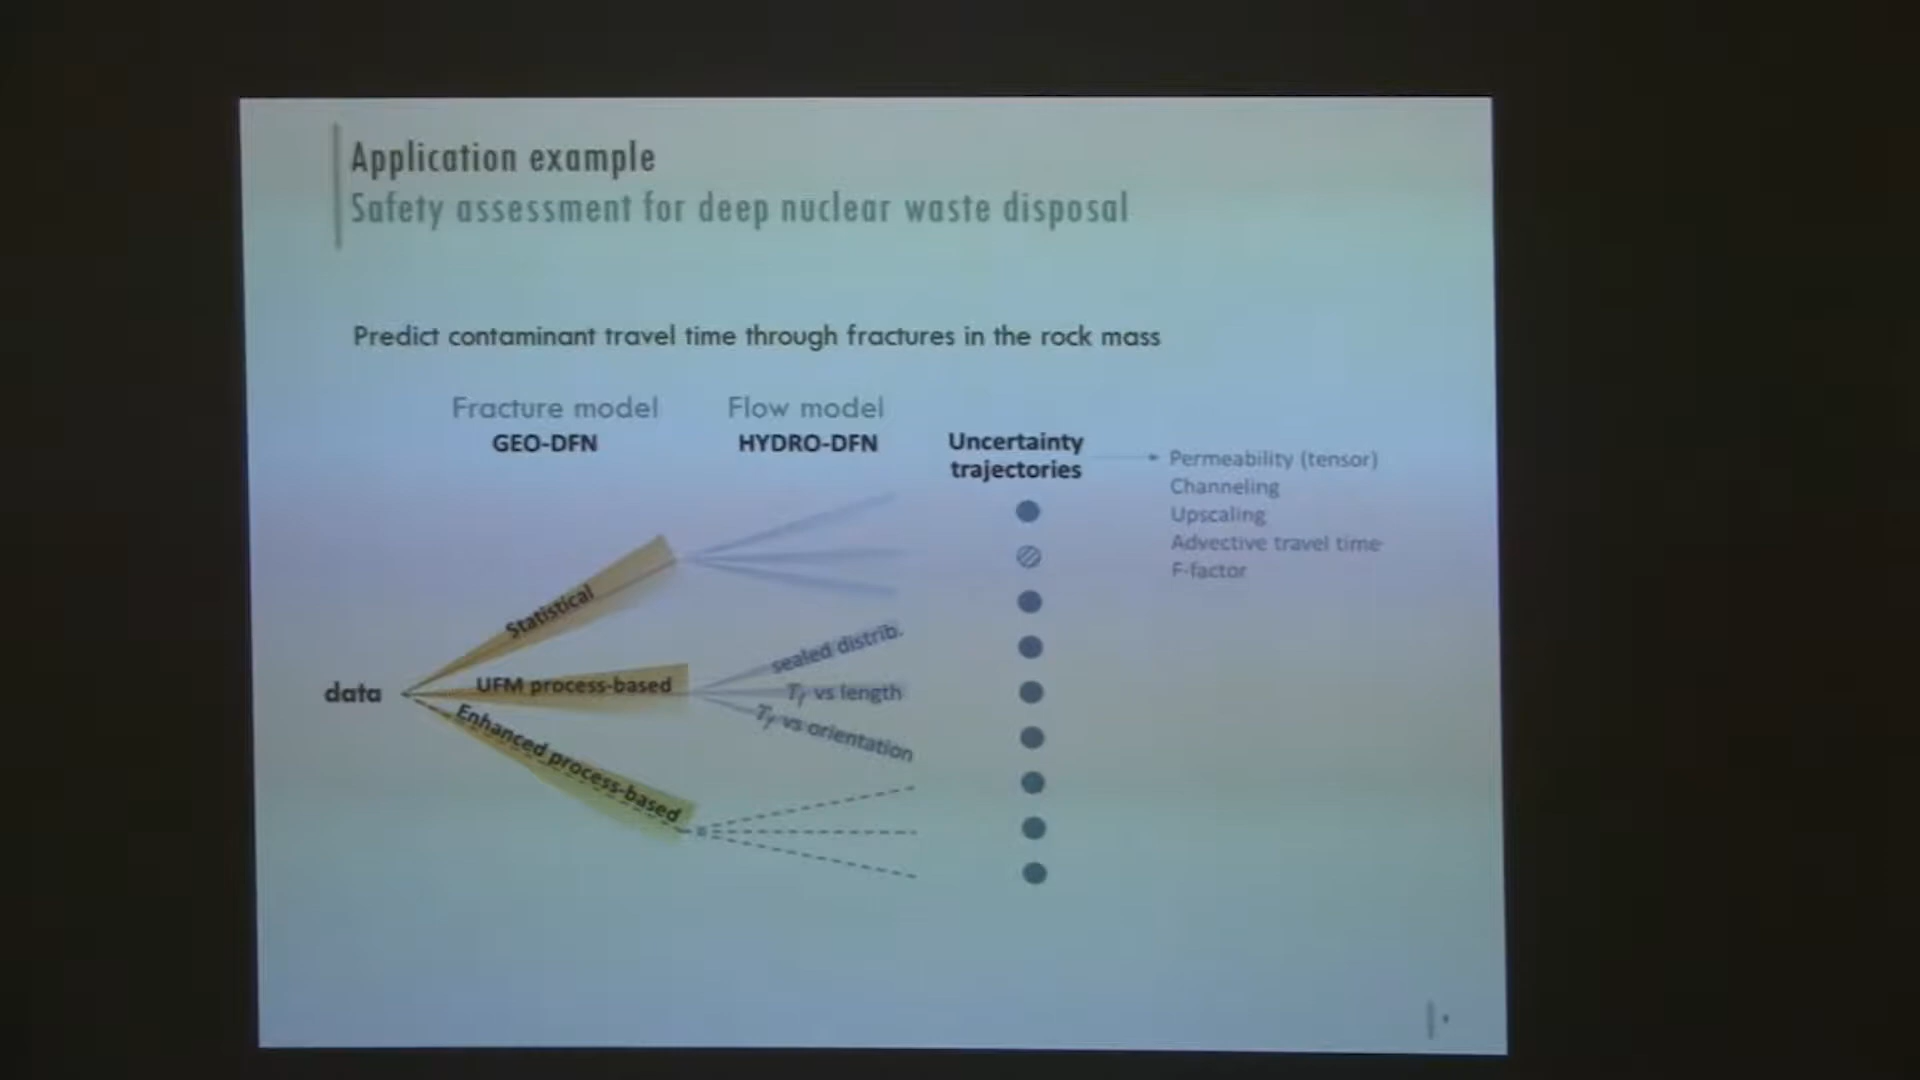 Application example
Safety assessment for deep nuclear waste disposal
Predict contaminant travel time through fractures in the rock mass
Fracture model
GEO-DFN
Flow model
HYDRO-DFN
Uncertainty
trajectories
Permeability (tensor)
Channeling
Upscaling
Advective travel time
F-factor
data
Statistical
UFM process-based
Enhanced process-based
sealed distrib.
Tf vs length
Tf vs orientation